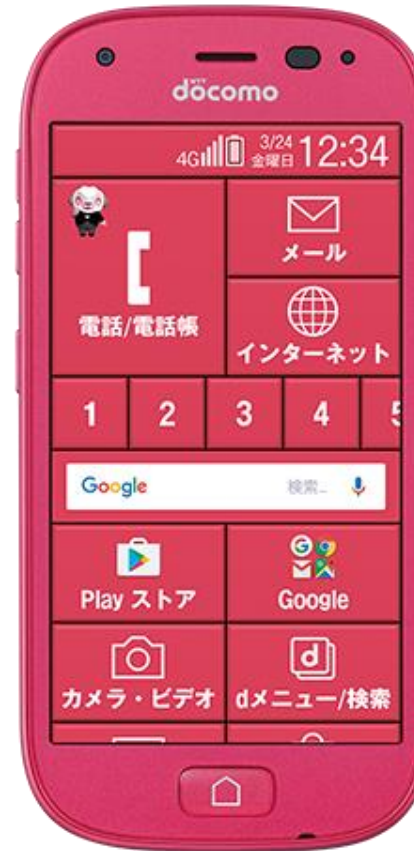 NTT
docomo
4G 3/24 金曜日 12:34
電話/電話帳
メール
インターネット
1 2 3 4 5
Google 検索...
Play ストア
Google
カメラ・ビデオ
dメニュー/検索